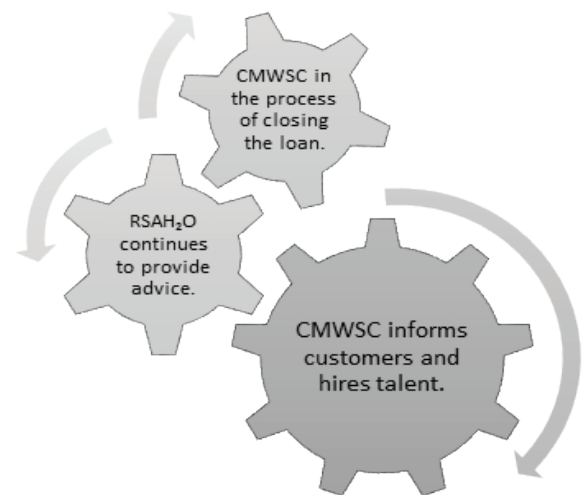 CMWSC in
the process
of closing
the loan.
RSAH₂O
continues
to provide
advice.
CMWSC informs
customers and
hires talent.